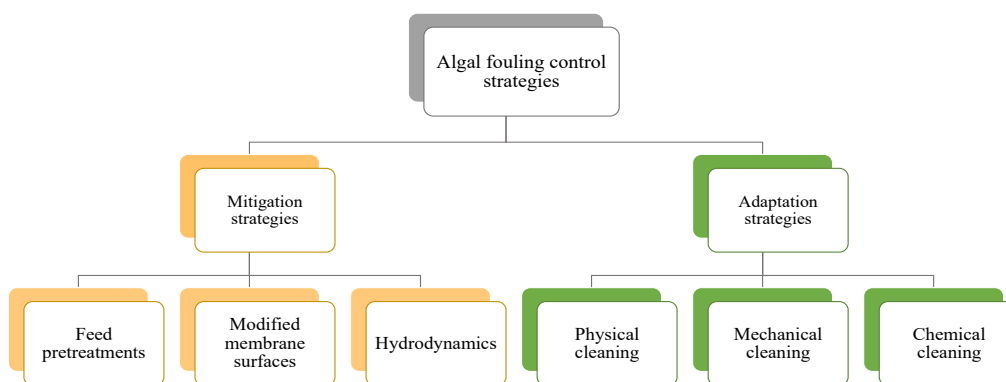 Algal fouling control
strategies
Mitigation
strategies
Adaptation
strategies
Feed
pretreatments
Modified
membrane
surfaces
Hydrodynamics
Physical
cleaning
Mechanical
cleaning
Chemical
cleaning